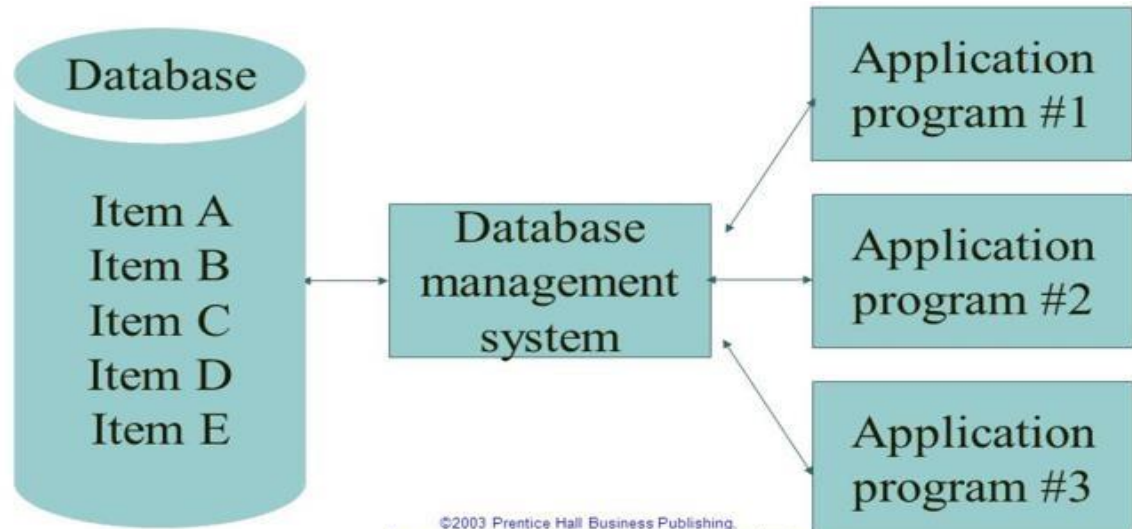 Database
Item A
Item B
Item C
Item D
Item E
Database
management
system
Application
program #1
Application
program #2
Application
program #3
©2003 Prentice Hall Business Publishing,